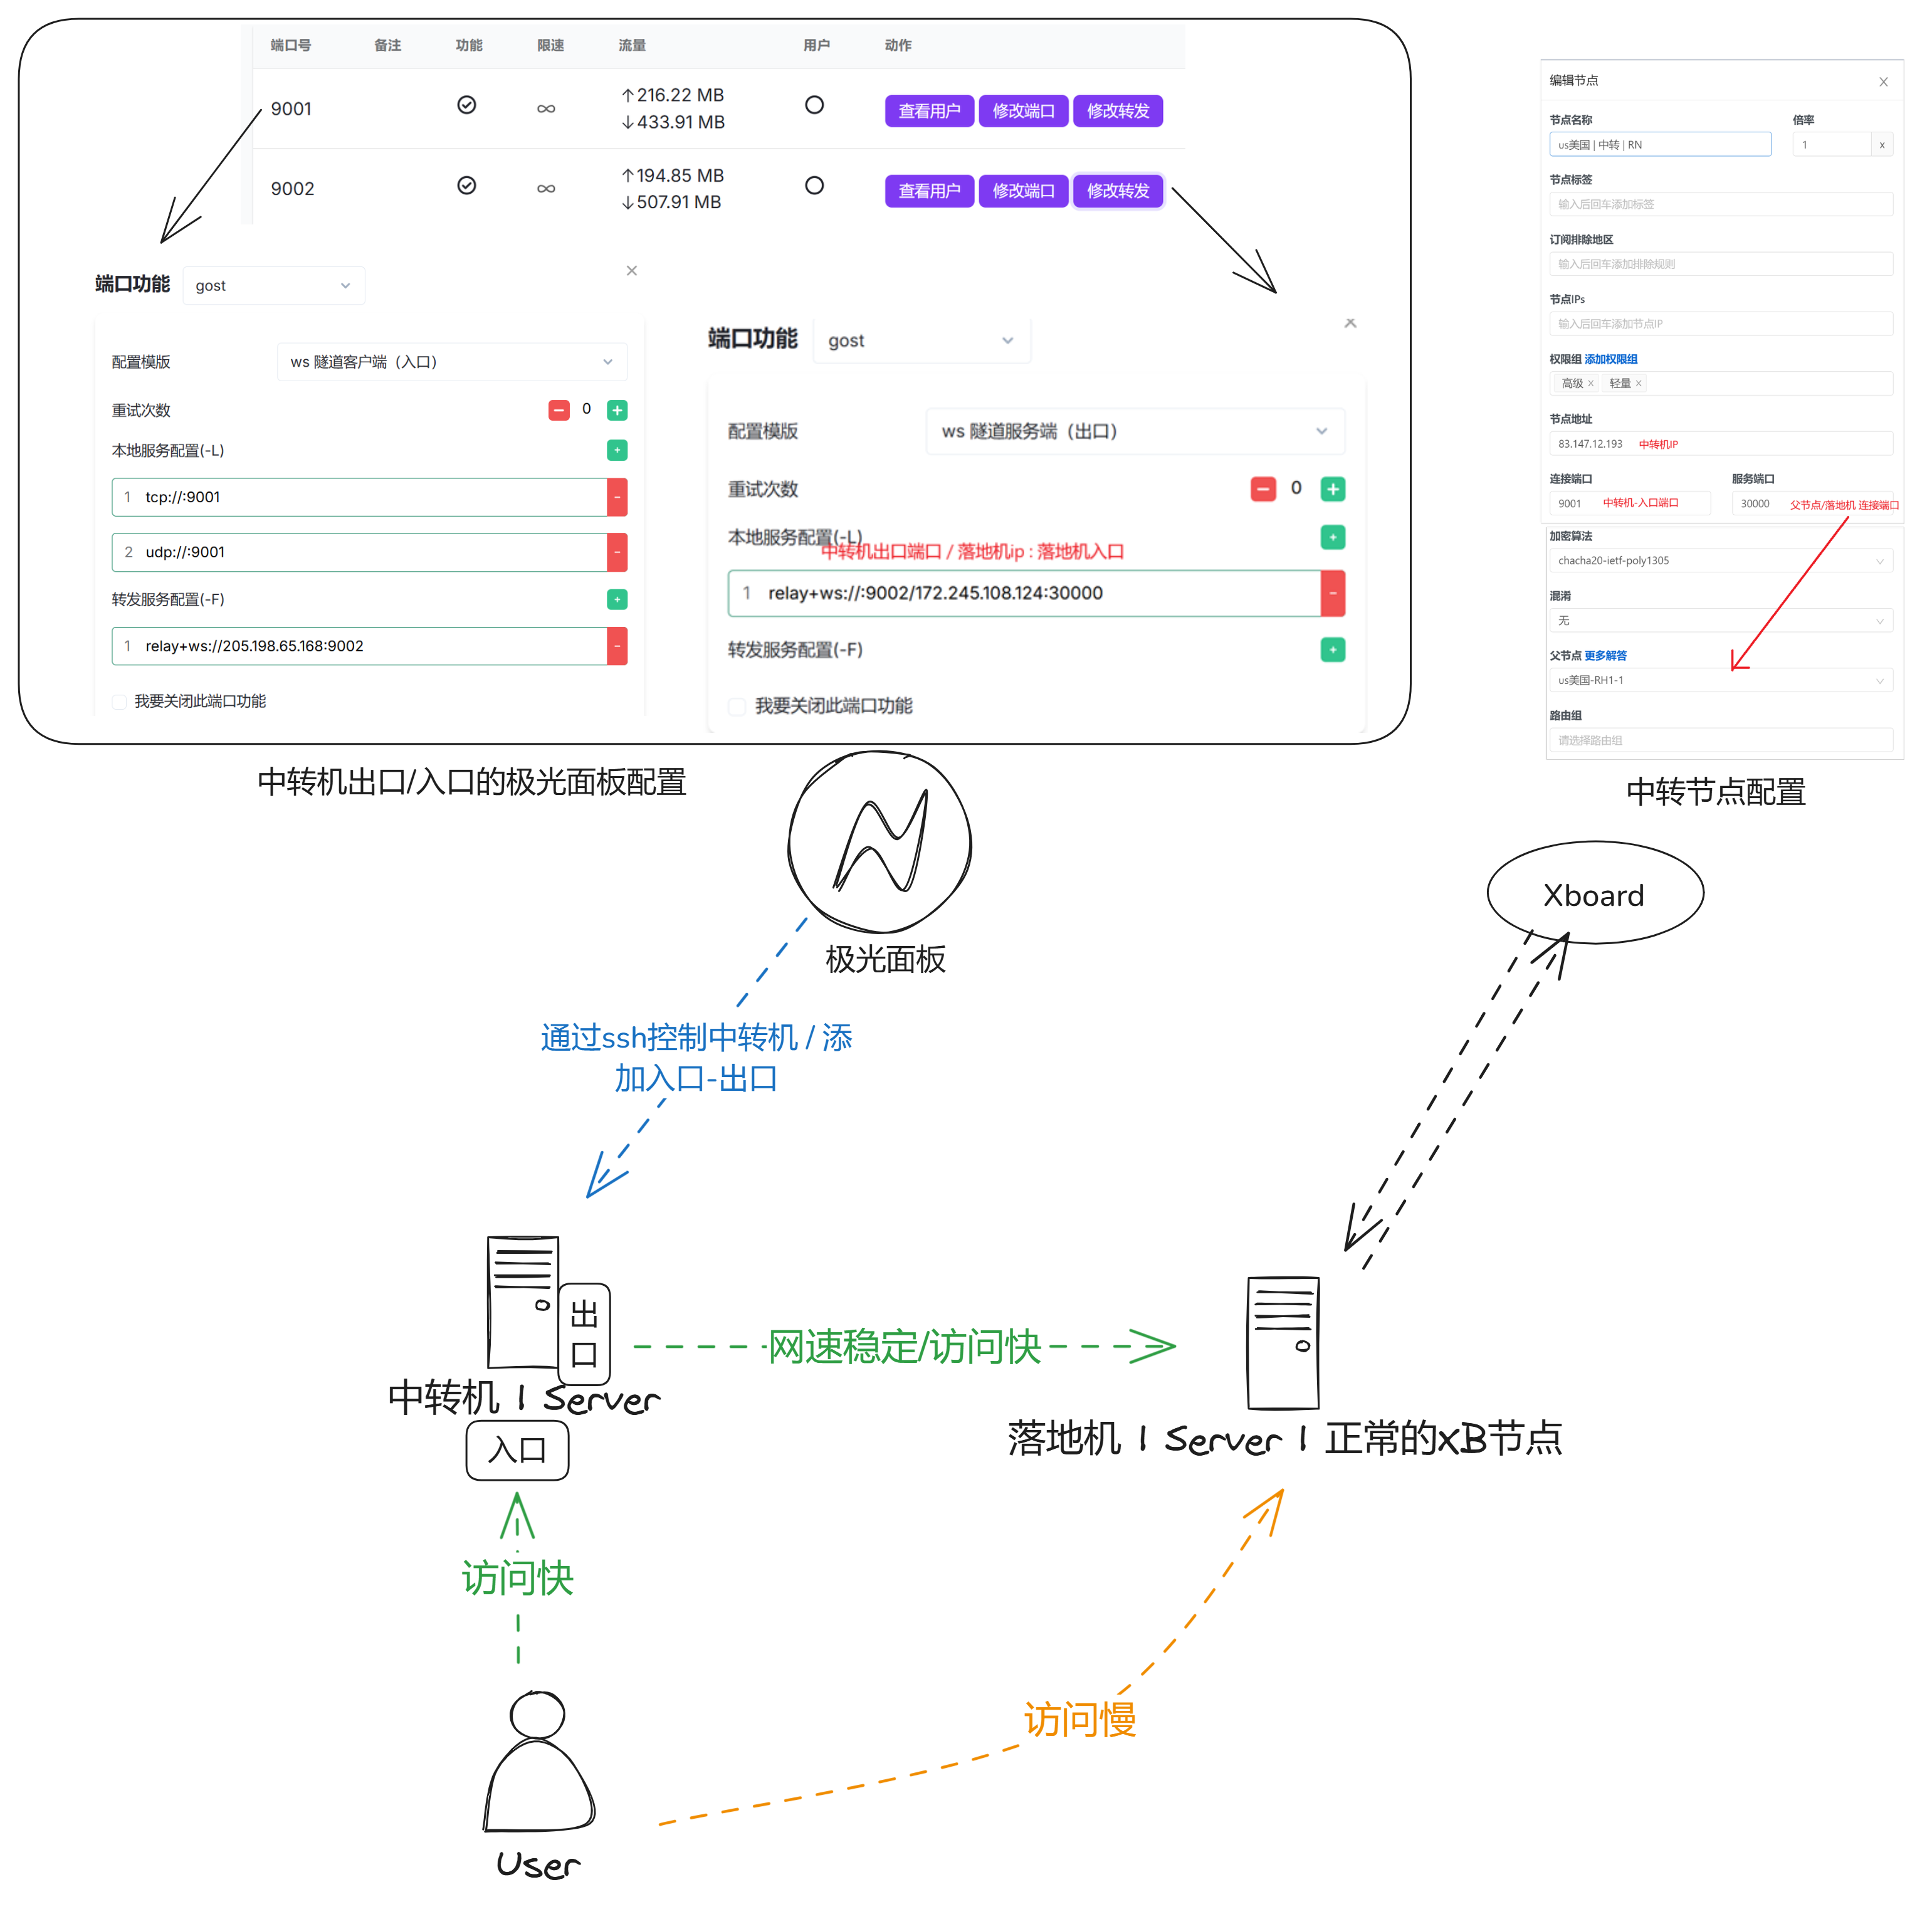 端口号 备注 功能 限速 流量 用户 动作
9001 ∞ ↑216.22 MB 查看用户 修改端口 修改转发
↓433.91 MB
9002 ∞ ↑194.85 MB 查看用户 修改端口 修改转发
↓507.91 MB
端口功能 gost
配置模版 ws 隧道客户端（入口）
重试次数 − 0 +
本地服务配置(-L) +
1 tcp://:9001 -
2 udp://:9001 -
转发服务配置(-F) +
1 relay+ws://205.198.65.168:9002 -
我要关闭此端口功能
端口功能 gost
配置模版 ws 隧道服务端（出口）
重试次数 − 0 +
本地服务配置(-L) +
中转机出口端口 / 落地机ip : 落地机入口
1 relay+ws://:9002/172.245.108.124:30000 -
转发服务配置(-F) +
我要关闭此端口功能
中转机出口/入口的极光面板配置
编辑节点 X
节点名称 倍率
us美国 | 中转 | RN 1 x
节点标签
输入后回车添加标签
订阅排除地区
输入后回车添加排除规则
节点IPs
输入后回车添加节点IP
权限组 添加权限组
高级 × 轻量 ×
节点地址
83.147.12.193 中转机IP
连接端口 服务端口
9001 中转机-入口端口 30000 父节点/落地机 连接端口
加密算法
chacha20-ietf-poly1305
混淆
无
父节点 更多解答
us美国-RH1-1
路由组
请选择路由组
中转节点配置
极光面板
Xboard
通过ssh控制中转机 / 添
加入口-出口
出
口
网速稳定/访问快
中转机 | Server
入口
落地机 | Server | 正常的XB节点
访问快
访问慢
User